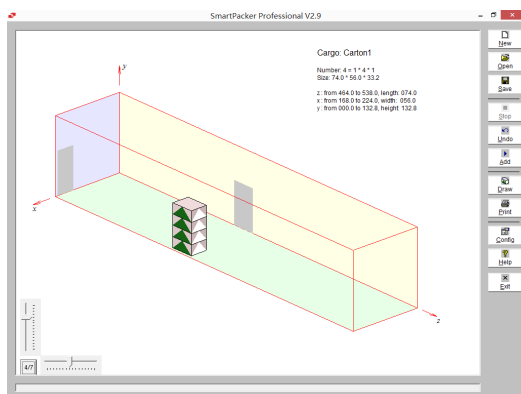 SmartPacker Professional V2.9
Cargo: Carton1
Number: 4 = 1 * 4 * 1
Size: 74.0 * 56.0 * 33.2
z: from 464.0 to 538.0, length: 074.0
x : from 168.0 to 224.0, width: 056.0
y : from 000.0 to 132.8, height: 132.8
y
x
z
4/7
New
Open
Save
Stop
Undo
Add
Draw
Print
Config
Help
Exit